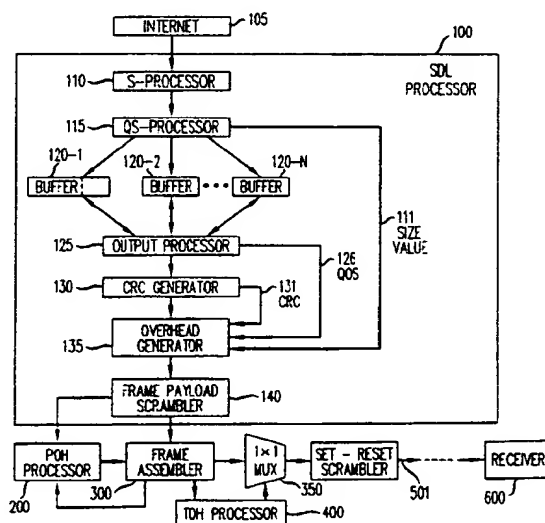 INTERNET
105
100
SDL
PROCESSOR
110
S-PROCESSOR
115
QS-PROCESSOR
120-1
120-2
120-N
BUFFER
BUFFER
BUFFER
111
SIZE
VALUE
125
OUTPUT PROCESSOR
126
QOS
130
CRC GENERATOR
131
CRC
135
OVERHEAD
GENERATOR
FRAME PAYLOAD
SCRAMBLER
140
POH
PROCESSOR
200
FRAME
ASSEMBLER
300
1×1
MUX
350
SET - RESET
SCRAMBLER
501
RECEIVER
600
TDH PROCESSOR
400